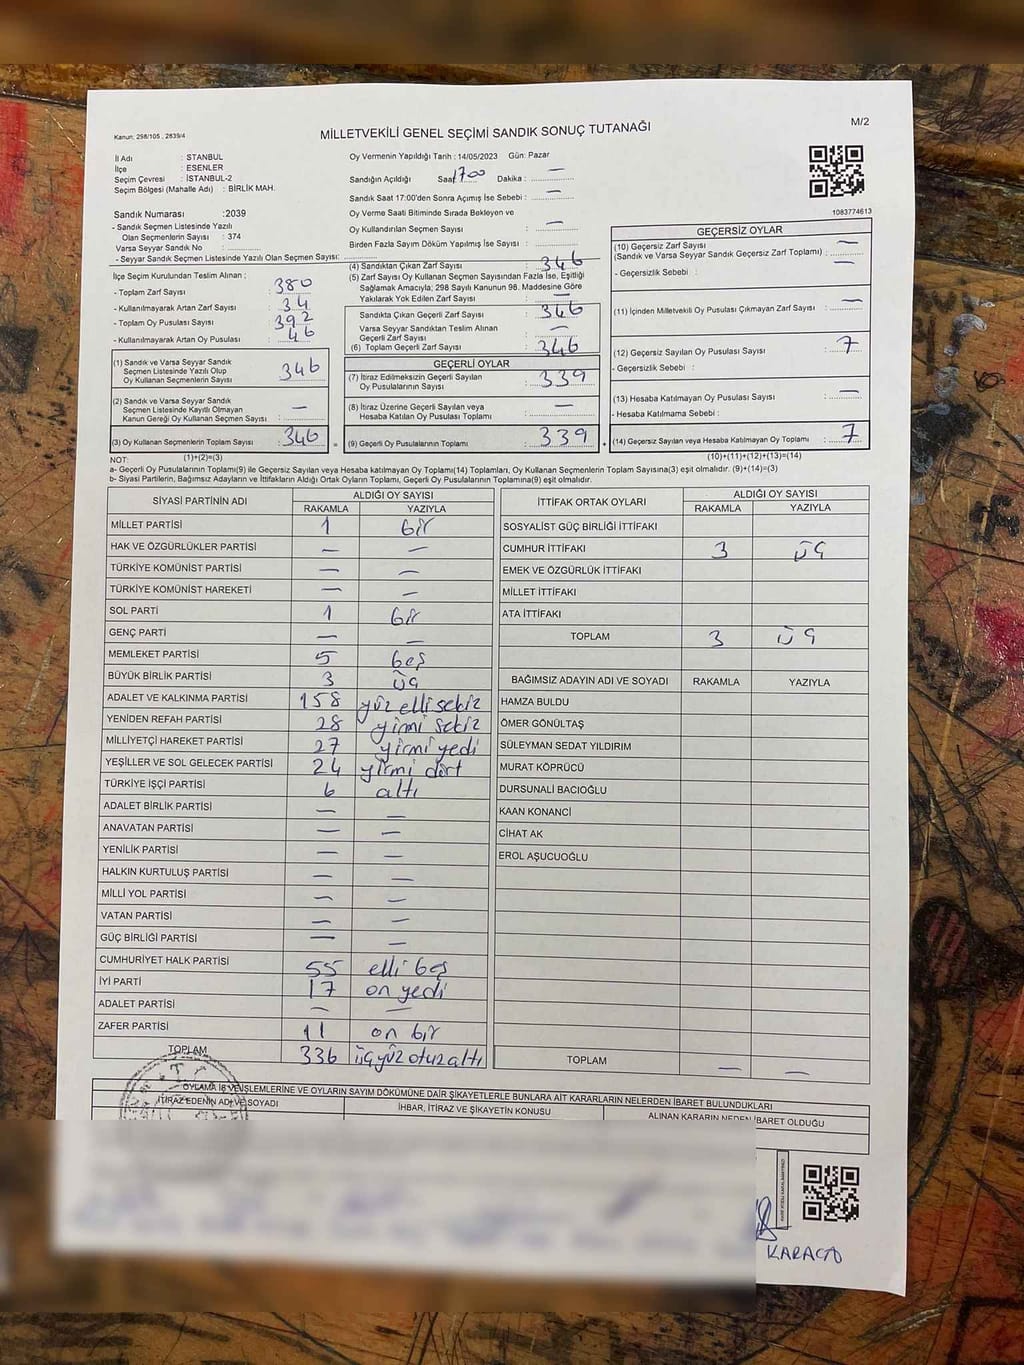 Kanun; 298/105 , 2839/4
MİLLETVEKİLİ GENEL SEÇİMİ SANDIK SONUÇ TUTANAĞI
M/2
İl Adı : STANBUL
İlçe : ESENLER
Seçim Çevresi : İSTANBUL-2
Seçim Bölgesi (Mahalle Adı) : BİRLİK MAH.
Sandık Numarası :2039
- Sandık Seçmen Listesinde Yazılı
Olan Seçmenlerin Sayısı : 374
Varsa Seyyar Sandık No :
- Seyyar Sandık Seçmen Listesinde Yazılı Olan Seçmen Sayısı:
Oy Vermenin Yapıldığı Tarih : 14/05/2023 Gün: Pazar
Sandığın Açıldığı Saat 1700 Dakika : —
Sandık Saat 17:00'den Sonra Açımış İse Sebebi : —
Oy Verme Saati Bitiminde Sırada Bekleyen ve
Oy Kullandırılan Seçmen Sayısı : —
Birden Fazla Sayım Döküm Yapılmış İse Sayısı :
1083774613
İlçe Seçim Kurulundan Teslim Alınan ;
- Toplam Zarf Sayısı : 380
- Kullanılmayarak Artan Zarf Sayısı : 34
- Toplam Oy Pusulası Sayısı : 392
- Kullanılmayarak Artan Oy Pusulası : 46
(1) Sandık ve Varsa Seyyar Sandık
Seçmen Listesinde Yazılı Olup
Oy Kullanan Seçmenlerin Sayısı : 346
(2) Sandık ve Varsa Seyyar Sandık
Seçmen Listesinde Kayıtlı Olmayan
Kanun Gereği Oy Kullanan Seçmen Sayısı : —
(3) Oy Kullanan Seçmenlerin Toplam Sayısı : 346
(1)+(2)=(3)
(4) Sandıktan Çıkan Zarf Sayısı : 346
(5) Zarf Sayısı Oy Kullanan Seçmen Sayısından Fazla İse, Eşitliği
Sağlamak Amacıyla; 298 Sayılı Kanunun 98. Maddesine Göre
Yakılarak Yok Edilen Zarf Sayısı : —
Sandıkta Çıkan Geçerli Zarf Sayısı : 346
Varsa Seyyar Sandıktan Teslim Alınan
Geçerli Zarf Sayısı : —
(6) Toplam Geçerli Zarf Sayısı : 346
GEÇERLİ OYLAR
(7) İtiraz Edilmeksizin Geçerli Sayılan
Oy Pusulalarının Sayısı : 339
(8) İtiraz Üzerine Geçerli Sayılan veya
Hesaba Katılan Oy Pusulası Toplamı : —
(9) Geçerli Oy Pusulalarının Toplamı : 339
GEÇERSİZ OYLAR
(10) Geçersiz Zarf Sayısı : —
(Sandık ve Varsa Seyyar Sandık Geçersiz Zarf Toplamı)
- Geçersizlik Sebebi : —
(11) İçinden Milletvekili Oy Pusulası Çıkmayan Zarf Sayısı : —
(12) Geçersiz Sayılan Oy Pusulası Sayısı : 7
- Geçersizlik Sebebi :
(13) Hesaba Katılmayan Oy Pusulası Sayısı : —
- Hesaba Katılmama Sebebi :
(14) Geçersiz Sayılan veya Hesaba Katılmayan Oy Toplamı : 7
(10)+(11)+(12)+(13)=(14)
NOT:
a- Geçerli Oy Pusulalarının Toplamı(9) ile Geçersiz Sayılan veya Hesaba katılmayan Oy Toplamı(14) Toplamları, Oy Kullanan Seçmenlerin Toplam Sayısına(3) eşit olmalıdır. (9)+(14)=(3)
b- Siyasi Partilerin, Bağımsız Adayların ve İttifakların Aldığı Ortak Oyların Toplamı, Geçerli Oy Pusulalarının Toplamına(9) eşit olmalıdır.
SİYASİ PARTİNİN ADI ALDIĞI OY SAYISI
RAKAMLA YAZIYLA
MİLLET PARTİSİ 1 bir
HAK VE ÖZGÜRLÜKLER PARTİSİ — —
TÜRKİYE KOMÜNİST PARTİSİ — —
TÜRKİYE KOMÜNİST HAREKETİ — —
SOL PARTİ 1 bir
GENÇ PARTİ — —
MEMLEKET PARTİSİ 5 beş
BÜYÜK BİRLİK PARTİSİ 3 üç
ADALET VE KALKINMA PARTİSİ 158 yüz elli sekiz
YENİDEN REFAH PARTİSİ 28 yirmi sekiz
MİLLİYETÇİ HAREKET PARTİSİ 27 yirmi yedi
YEŞİLLER VE SOL GELECEK PARTİSİ 24 yirmi dört
TÜRKİYE İŞÇİ PARTİSİ 6 altı
ADALET BİRLİK PARTİSİ — —
ANAVATAN PARTİSİ — —
YENİLİK PARTİSİ — —
HALKIN KURTULUŞ PARTİSİ — —
MİLLİ YOL PARTİSİ — —
VATAN PARTİSİ — —
GÜÇ BİRLİĞİ PARTİSİ — —
CUMHURİYET HALK PARTİSİ 55 elli beş
İYİ PARTİ 17 on yedi
ADALET PARTİSİ — —
ZAFER PARTİSİ 11 on bir
TOPLAM 336 üçyüz otuz altı
İTTİFAK ORTAK OYLARI ALDIĞI OY SAYISI
RAKAMLA YAZIYLA
SOSYALİST GÜÇ BİRLİĞİ İTTİFAKI
CUMHUR İTTİFAKI 3 üç
EMEK VE ÖZGÜRLÜK İTTİFAKI
MİLLET İTTİFAKI
ATA İTTİFAKI
TOPLAM 3 üç
BAĞIMSIZ ADAYIN ADI VE SOYADI RAKAMLA YAZIYLA
HAMZA BULDU
ÖMER GÖNÜLTAŞ
SÜLEYMAN SEDAT YILDIRIM
MURAT KÖPRÜCÜ
DURSUNALİ BACIOĞLU
KAAN KONANCİ
CİHAT AK
EROL AŞUCUOĞLU
TOPLAM — —
OYLAMA İŞ VE İŞLEMLERİNE VE OYLARIN SAYIM DÖKÜMÜNE DAİR ŞİKAYETLERLE BUNLARA AİT KARARLARIN NELERDEN İBARET BULUNDUKLARI
İTİRAZ EDENİN ADI VE SOYADI İHBAR, İTİRAZ VE ŞİKAYETİN KONUSU ALINAN KARARIN NEDEN İBARET OLDUĞU